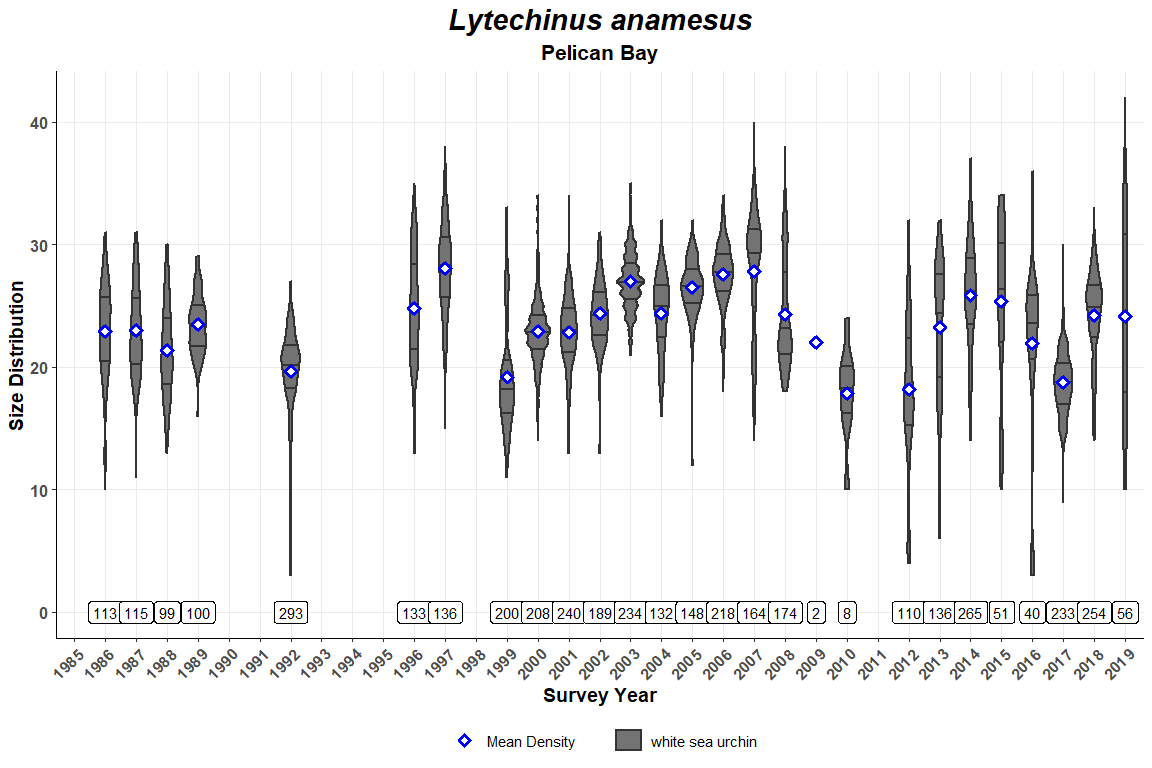 Lytechinus anamesus
Pelican Bay
Size Distribution
40
30
20
10
0
113 115 99 100 293 133 136 200 208 240 189 234 132 148 218 164 174 2 8 110 136 265 51 40 233 254 56
1985 1986 1987 1988 1989 1990 1991 1992 1993 1994 1995 1996 1997 1998 1999 2000 2001 2002 2003 2004 2005 2006 2007 2008 2009 2010 2011 2012 2013 2014 2015 2016 2017 2018 2019
Survey Year
Mean Density white sea urchin